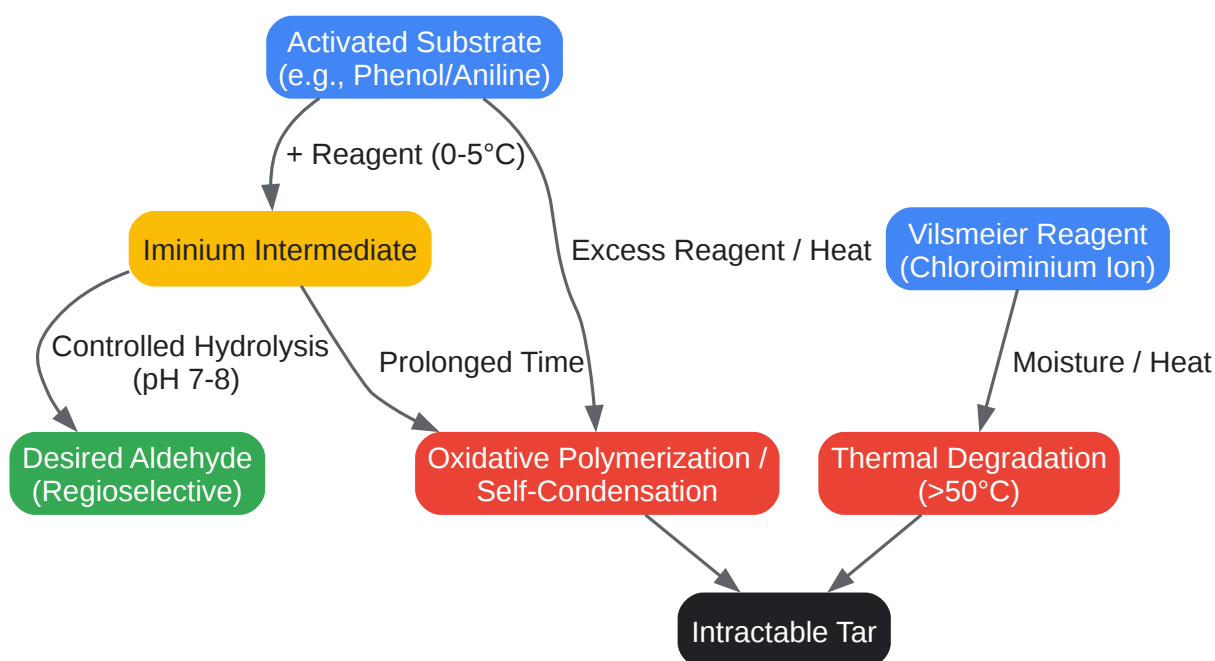 Activated Substrate
(e.g., Phenol/Aniline)
+ Reagent (0-5°C)
Iminium Intermediate
Excess Reagent / Heat
Vilsmeier Reagent
(Chloroiminium Ion)
Controlled Hydrolysis
(pH 7-8)
Prolonged Time
Moisture / Heat
Desired Aldehyde
(Regioselective)
Oxidative Polymerization /
Self-Condensation
Thermal Degradation
(>50°C)
Intractable Tar